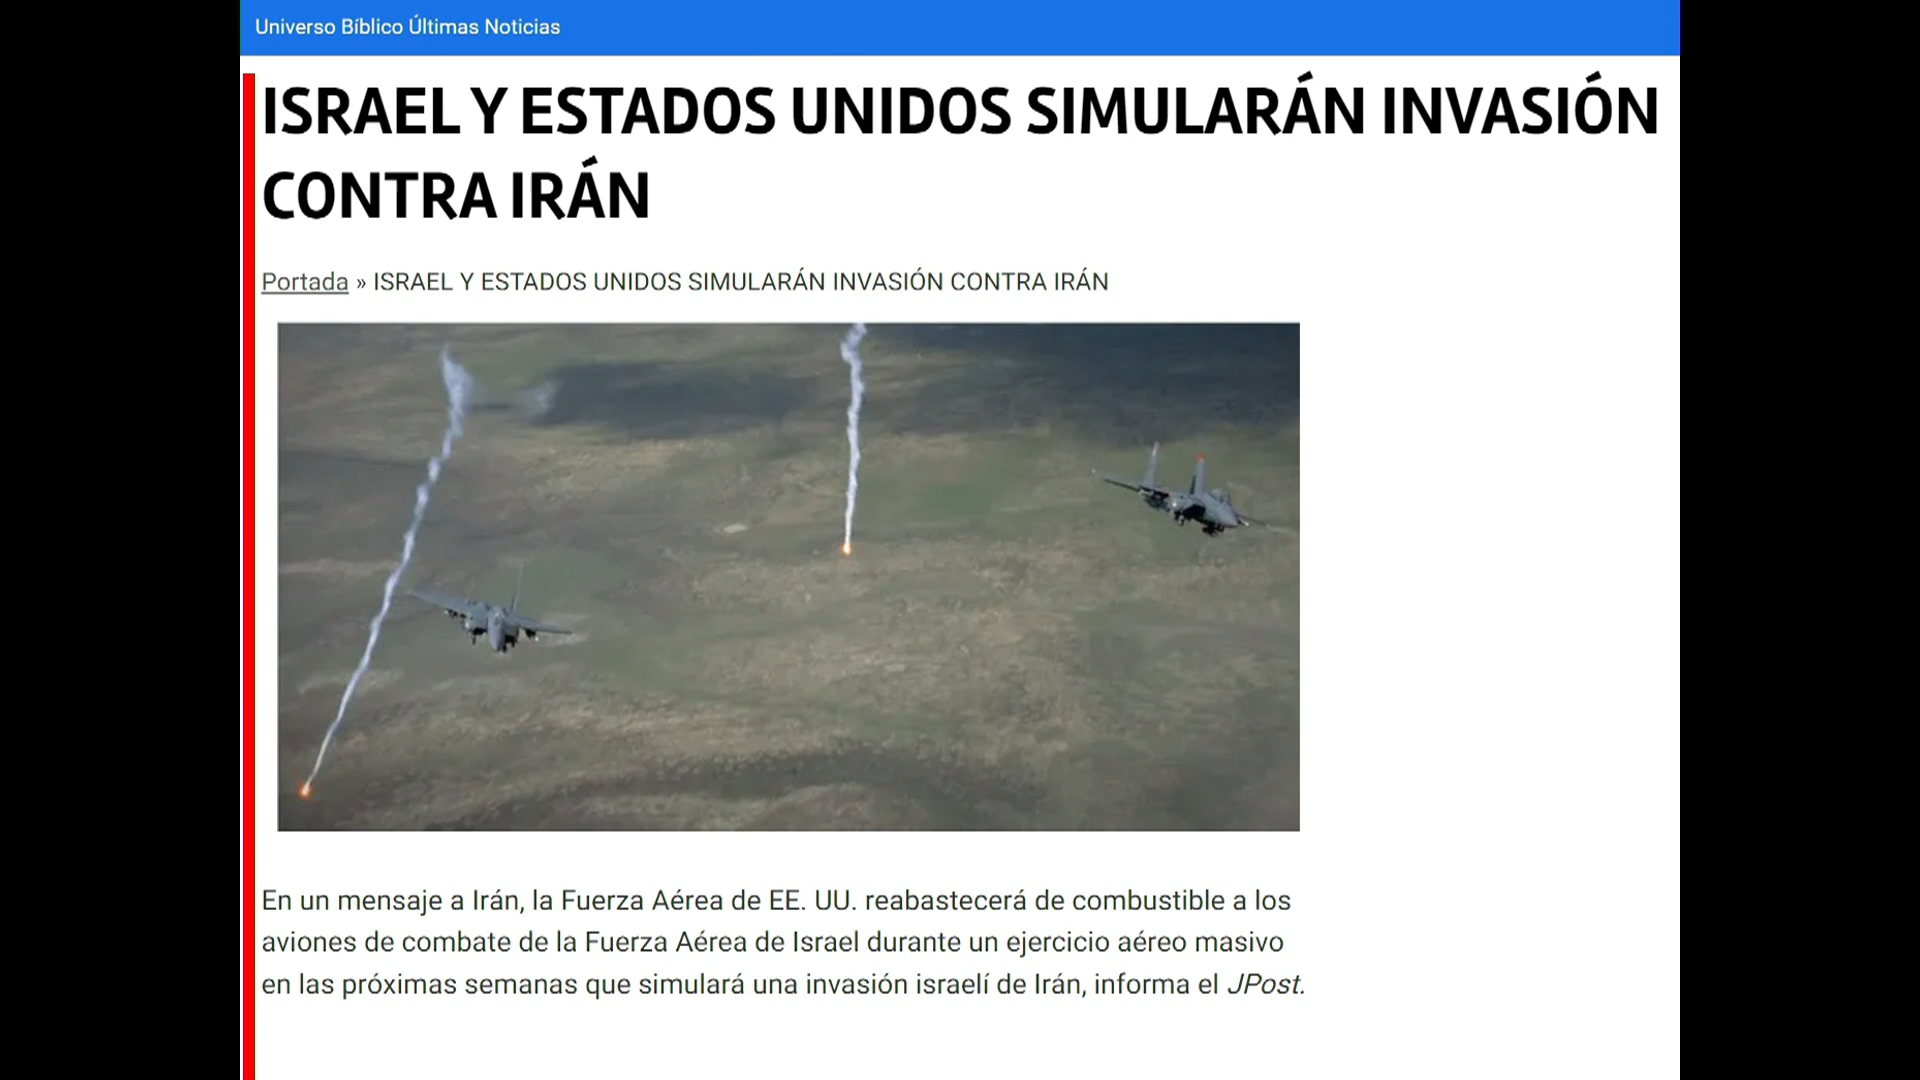 Universo Bíblico Últimas Noticias
ISRAEL Y ESTADOS UNIDOS SIMULARÁN INVASIÓN
CONTRA IRÁN
Portada » ISRAEL Y ESTADOS UNIDOS SIMULARÁN INVASIÓN CONTRA IRÁN
En un mensaje a Irán, la Fuerza Aérea de EE. UU. reabastecerá de combustible a los
aviones de combate de la Fuerza Aérea de Israel durante un ejercicio aéreo masivo
en las próximas semanas que simulará una invasión israelí de Irán, informa el JPost.